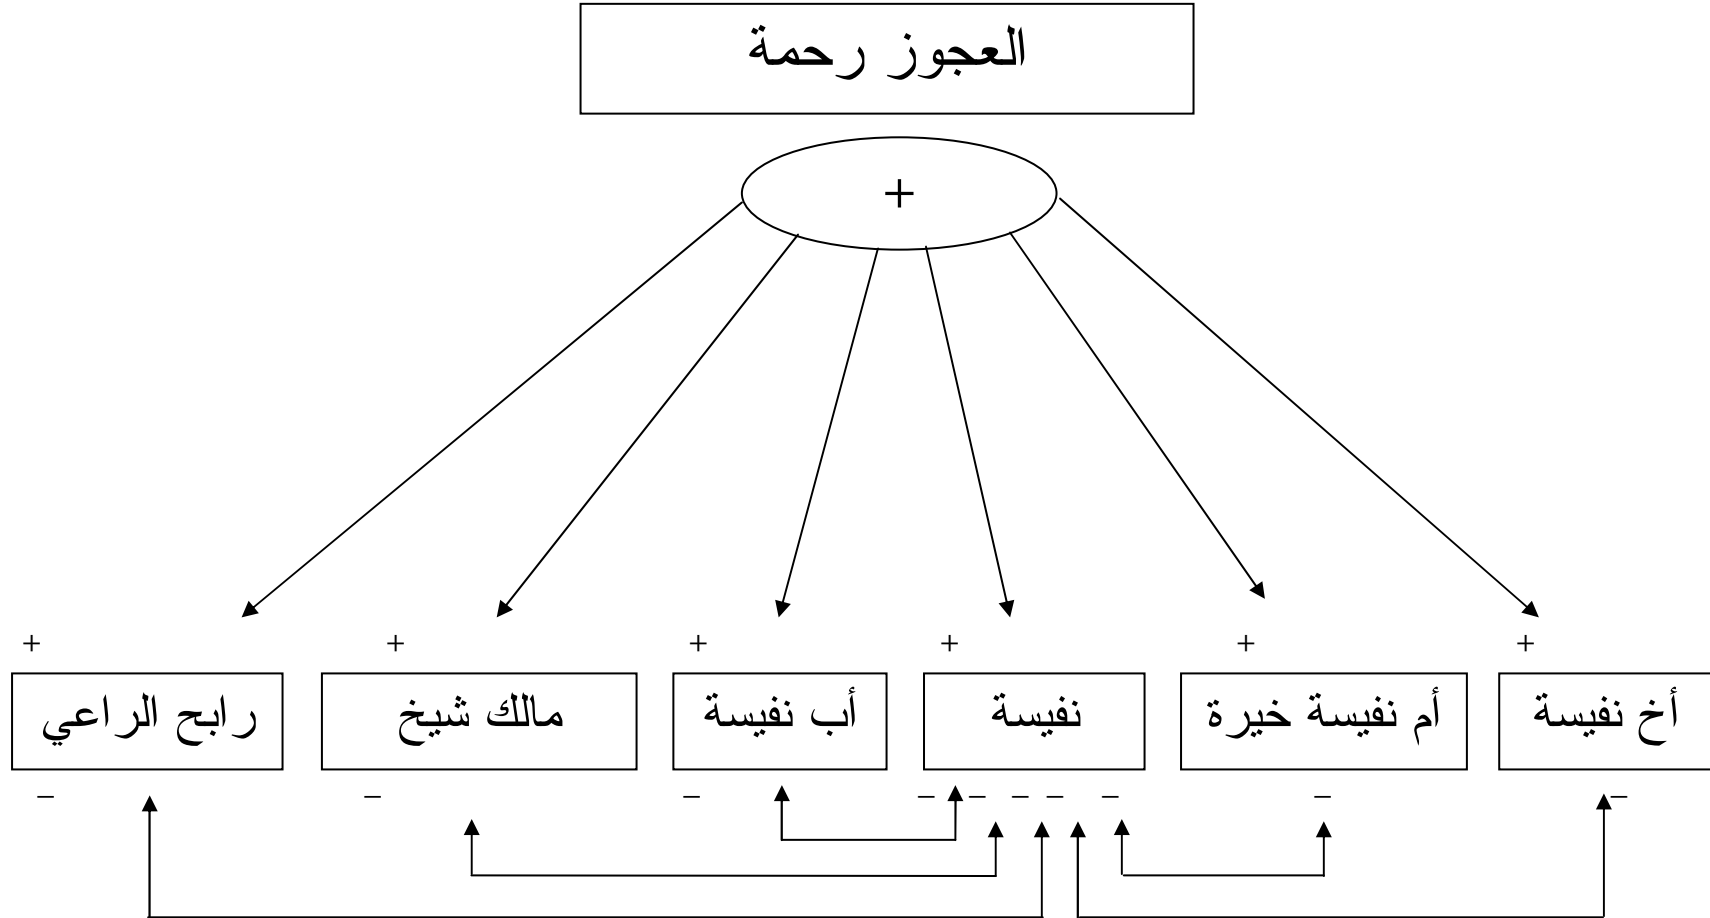 العجوز رحمة
+
+ + + + + +
أخ نفيسة
أم نفيسة خيرة
نفيسة
أب نفيسة
مالك شيخ
رابح الراعي
– – – – – – – – – –